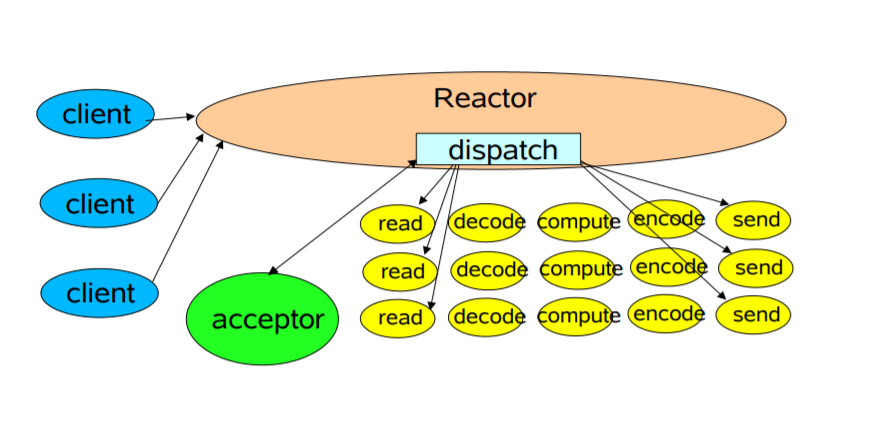 Reactor
client
dispatch
client
read decode compute encode send
read decode compute encode send
client
acceptor
read decode compute encode send